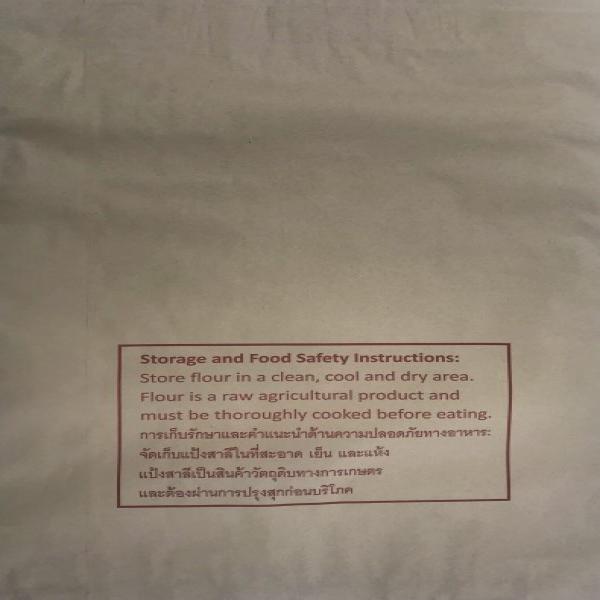 Storage and Food Safety Instructions:
Store flour in a clean, cool and dry area.
Flour is a raw agricultural product and
must be thoroughly cooked before eating.
การเก็บรักษาและคำแนะนำด้านความปลอดภัยทางอาหาร:
จัดเก็บแป้งสาลีในที่สะอาด เย็น และแห้ง
แป้งสาลีเป็นสินค้าวัตถุดิบทางการเกษตร
และต้องผ่านการปรุงสุกก่อนบริโภค